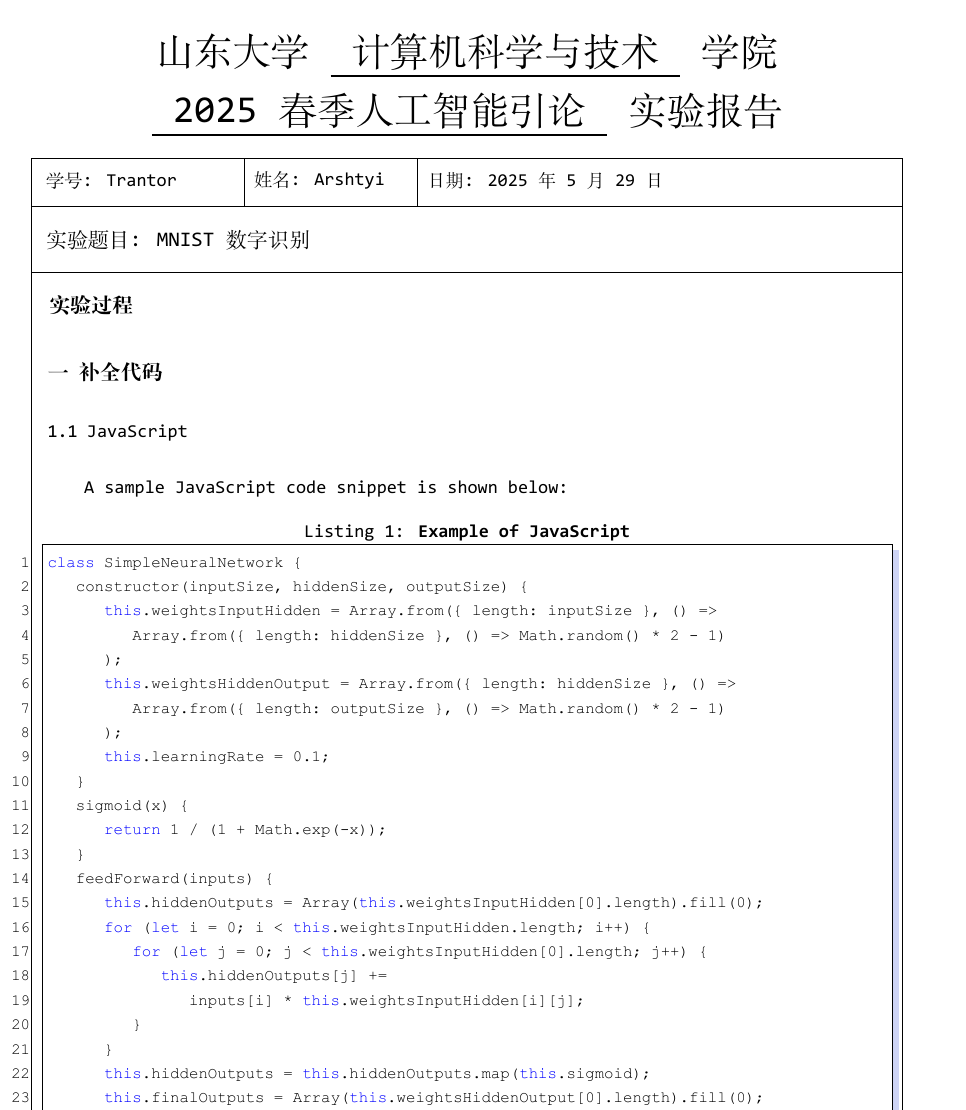 山东大学 计算机科学与技术 学院
2025 春季人工智能引论 实验报告
学号: Trantor 姓名: Arshtyi 日期: 2025 年 5 月 29 日
实验题目: MNIST 数字识别
实验过程
一 补全代码
1.1 JavaScript
A sample JavaScript code snippet is shown below:
Listing 1: Example of JavaScript
1 class SimpleNeuralNetwork {
2 constructor(inputSize, hiddenSize, outputSize) {
3 this.weightsInputHidden = Array.from({ length: inputSize }, () =>
4 Array.from({ length: hiddenSize }, () => Math.random() * 2 - 1)
5 );
6 this.weightsHiddenOutput = Array.from({ length: hiddenSize }, () =>
7 Array.from({ length: outputSize }, () => Math.random() * 2 - 1)
8 );
9 this.learningRate = 0.1;
10 }
11 sigmoid(x) {
12 return 1 / (1 + Math.exp(-x));
13 }
14 feedForward(inputs) {
15 this.hiddenOutputs = Array(this.weightsInputHidden[0].length).fill(0);
16 for (let i = 0; i < this.weightsInputHidden.length; i++) {
17 for (let j = 0; j < this.weightsInputHidden[0].length; j++) {
18 this.hiddenOutputs[j] +=
19 inputs[i] * this.weightsInputHidden[i][j];
20 }
21 }
22 this.hiddenOutputs = this.hiddenOutputs.map(this.sigmoid);
23 this.finalOutputs = Array(this.weightsHiddenOutput[0].length).fill(0);